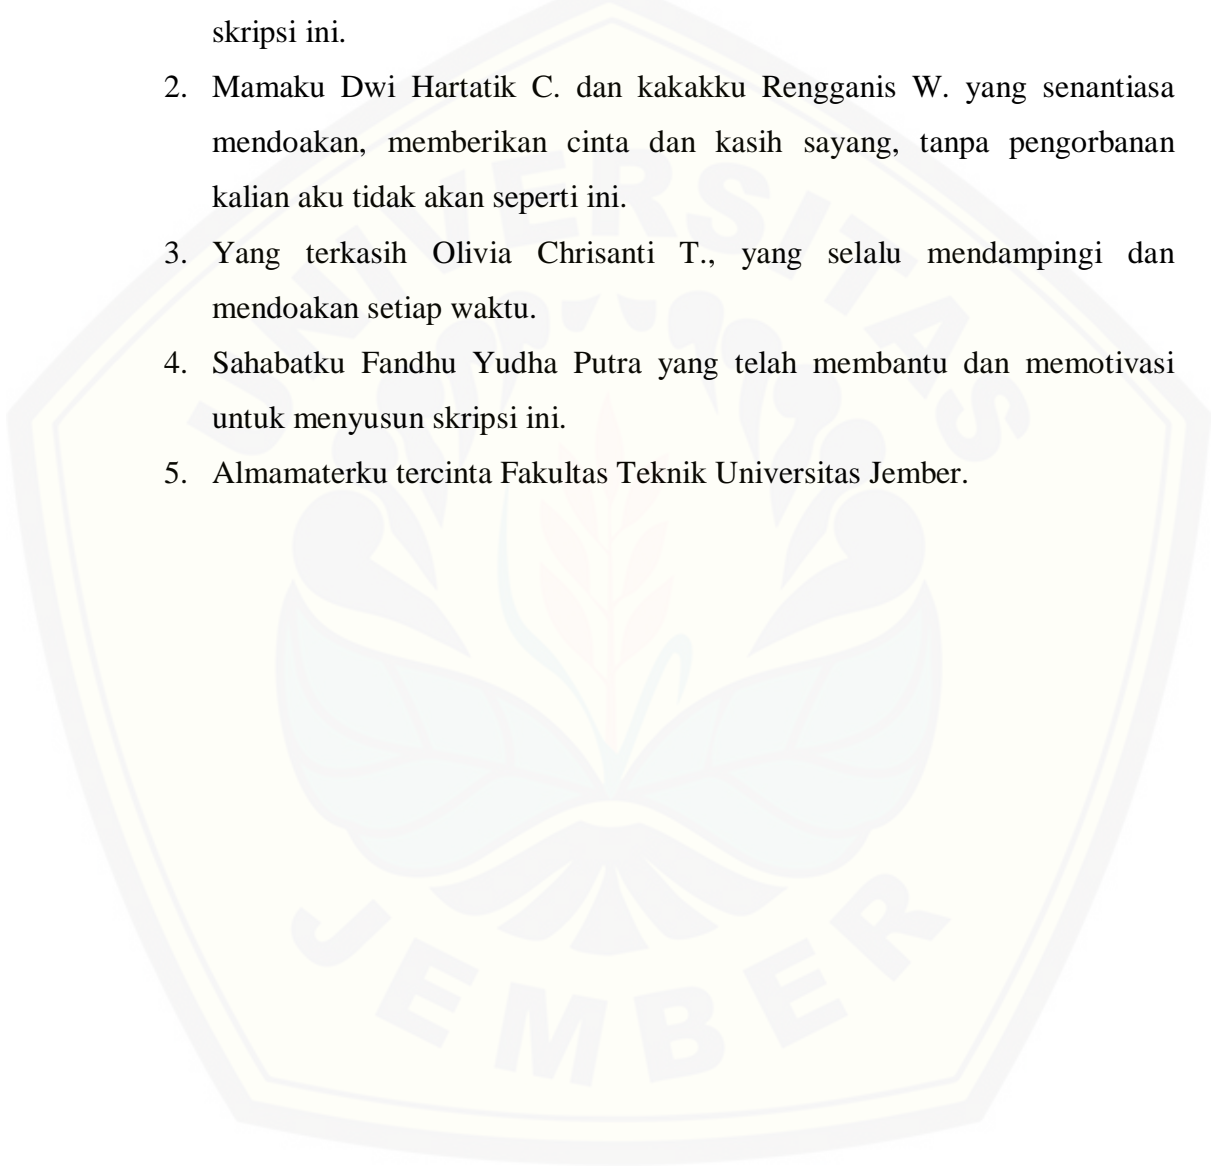 skripsi ini.
2. Mamaku Dwi Hartatik C. dan kakakku Rengganis W. yang senantiasa
mendoakan, memberikan cinta dan kasih sayang, tanpa pengorbanan
kalian aku tidak akan seperti ini.
3. Yang terkasih Olivia Chrisanti T., yang selalu mendampingi dan
mendoakan setiap waktu.
4. Sahabatku Fandhu Yudha Putra yang telah membantu dan memotivasi
untuk menyusun skripsi ini.
5. Almamaterku tercinta Fakultas Teknik Universitas Jember.
UNIVERSITAS
JEMBER